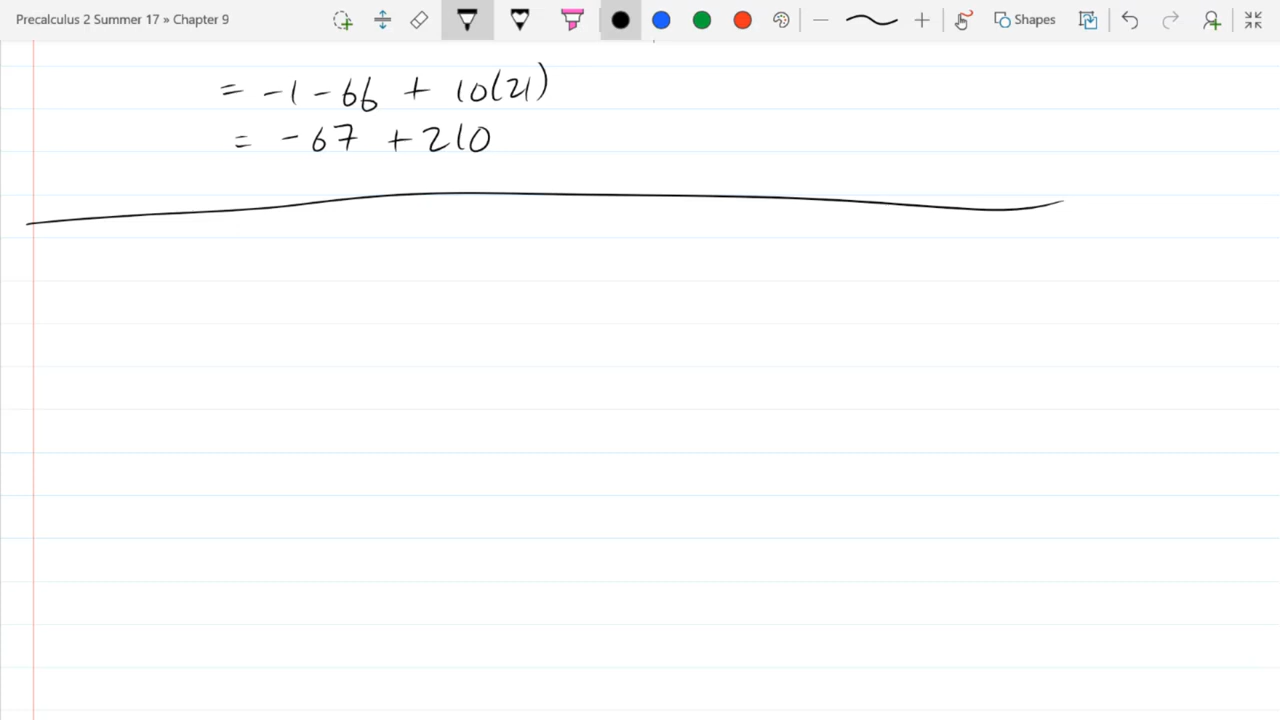 Precalculus 2 Summer 17 » Chapter 9
Shapes
= -1 - 66 + 10(21)
= -67 + 210